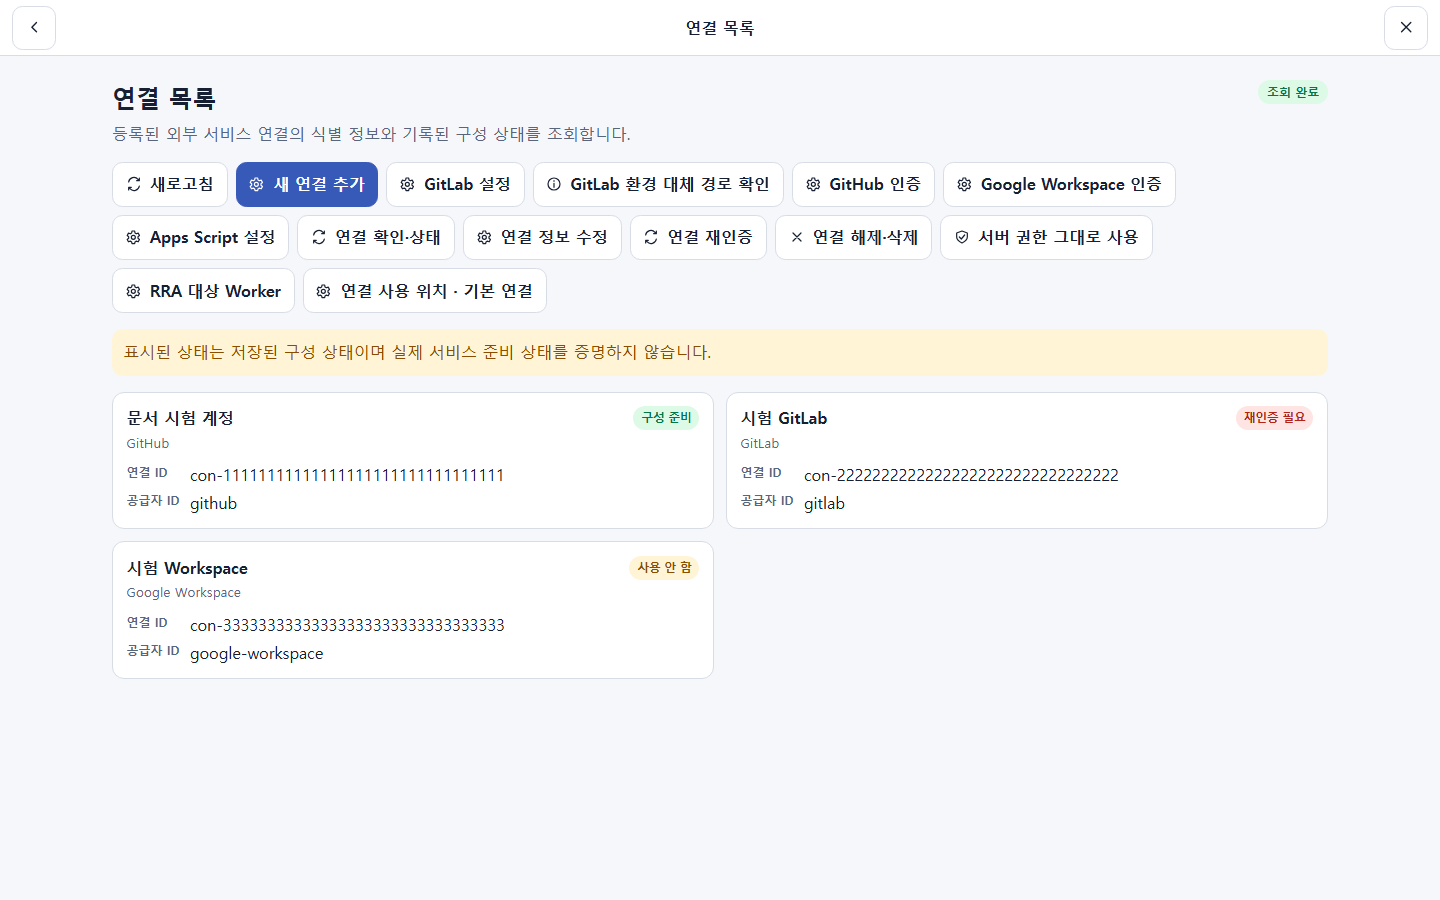 연결 목록
연결 목록
조회 완료
등록된 외부 서비스 연결의 식별 정보와 기록된 구성 상태를 조회합니다.
새로고침 새 연결 추가 GitLab 설정 GitLab 환경 대체 경로 확인 GitHub 인증 Google Workspace 인증
Apps Script 설정 연결 확인·상태 연결 정보 수정 연결 재인증 연결 해제·삭제 서버 권한 그대로 사용
RRA 대상 Worker 연결 사용 위치 · 기본 연결
표시된 상태는 저장된 구성 상태이며 실제 서비스 준비 상태를 증명하지 않습니다.
문서 시험 계정 구성 준비
GitHub
연결 ID con-11111111111111111111111111111111
공급자 ID github
시험 GitLab 재인증 필요
GitLab
연결 ID con-22222222222222222222222222222222
공급자 ID gitlab
시험 Workspace 사용 안 함
Google Workspace
연결 ID con-33333333333333333333333333333333
공급자 ID google-workspace